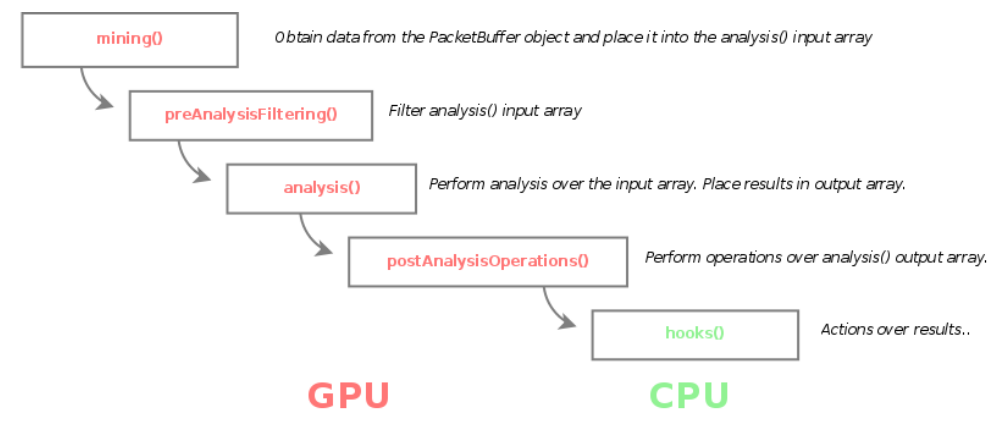 mining()
Obtain data from the PacketBuffer object and place it into the analysis() input array
preAnalysisFiltering()
Filter analysis() input array
analysis()
Perform analysis over the input array. Place results in output array.
postAnalysisOperations()
Perform operations over analysis() output array.
hooks()
Actions over results..
GPU
CPU